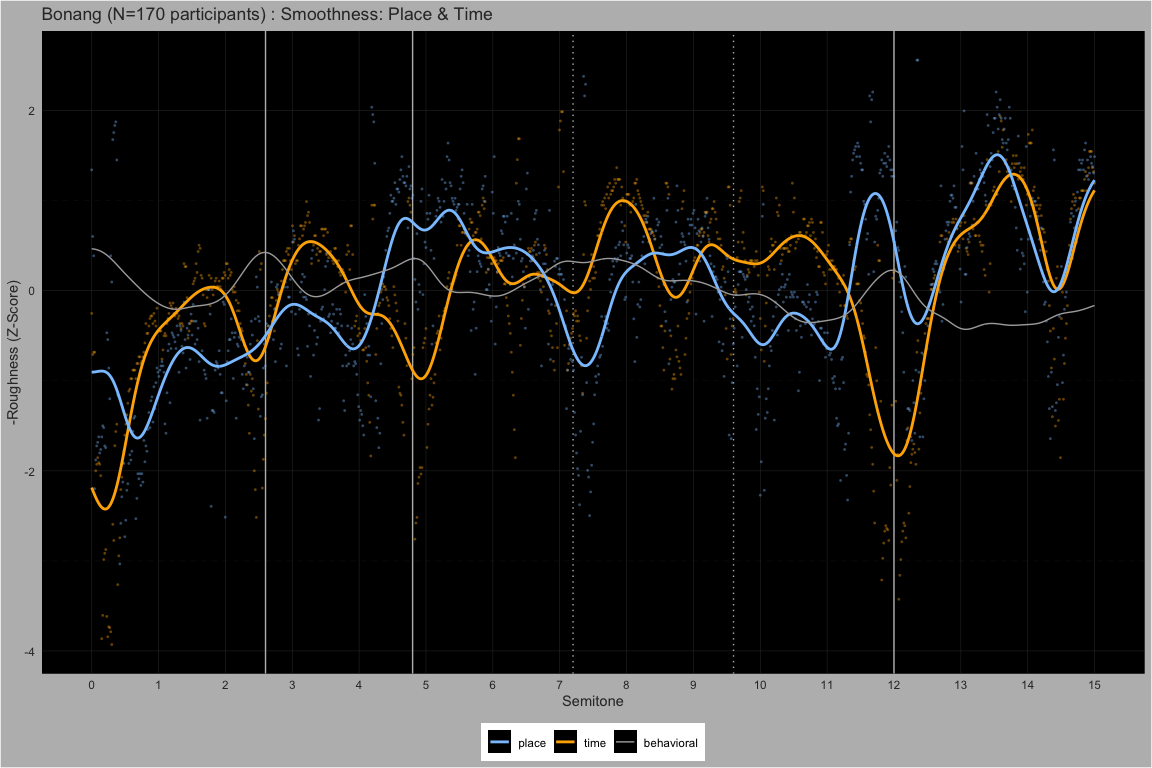 Bonang (N=170 participants) : Smoothness: Place & Time
-Roughness (Z-Score)
2
0
-2
-4
0 1 2 3 4 5 6 7 8 9 10 11 12 13 14 15
Semitone
place time behavioral